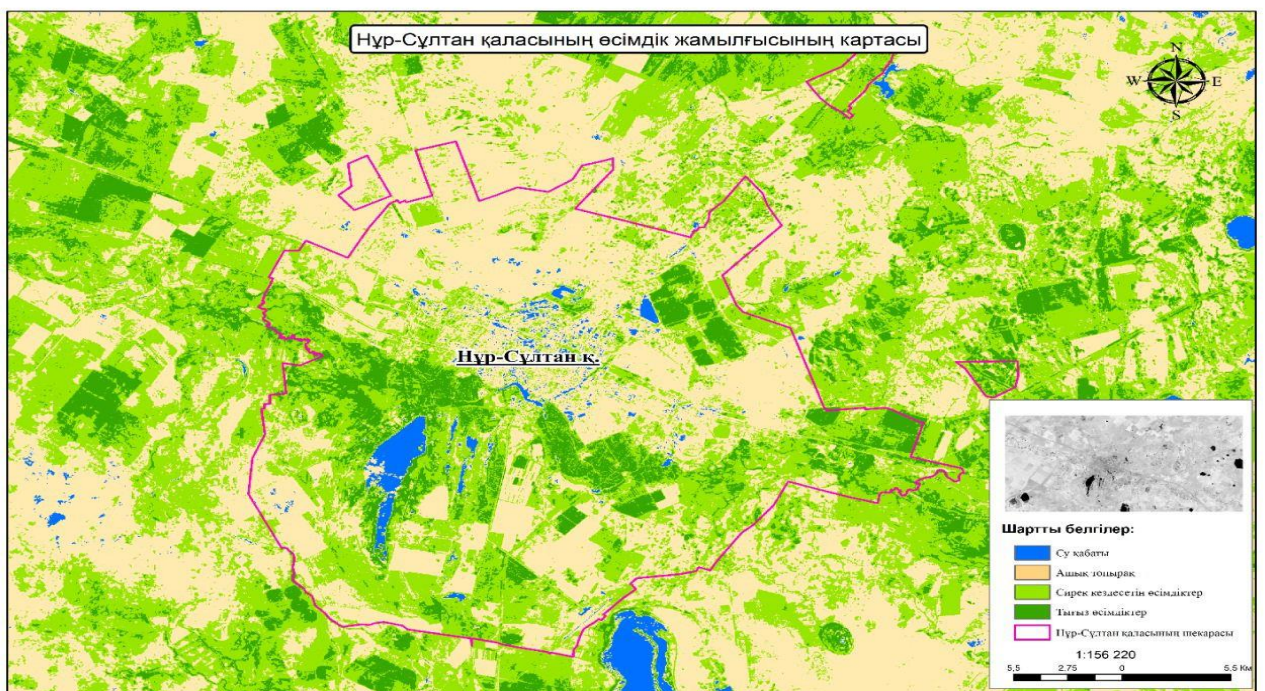 Нұр-Сұлтан қаласының өсімдік жамылғысының картасы
N
W E
S
Нұр-Сұлтан қ.
Шартты белгілер:
Су қабаты
Ашық топырақ
Сирек кездесетін өсімдіктер
Тығыз өсімдіктер
Нұр-Сұлтан қаласының шекарасы
1:156 220
5,5 2,75 0 5,5 Км